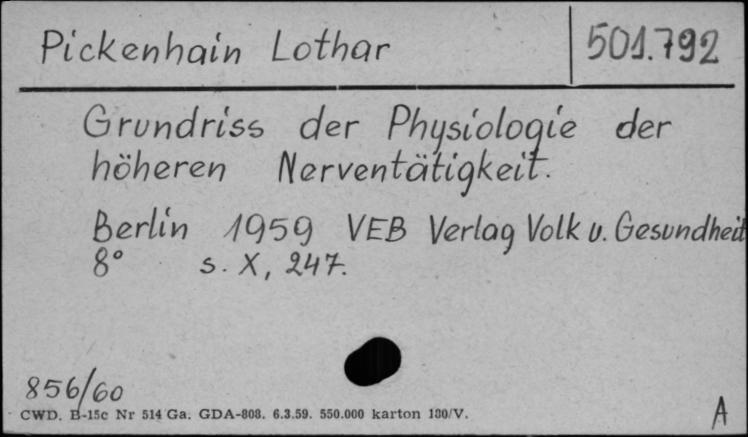 Pickenhain Lothar 501.792
Grundriss der Physiologie der
höheren Nerventätigkeit.
Berlin 1959 VEB Verlag Volk u. Gesundheit
8° s. X, 247.
856/60
CWD. B-15c Nr 514 Ga. GDA-808. 6.3.59. 550.000 karton 180/V.
A